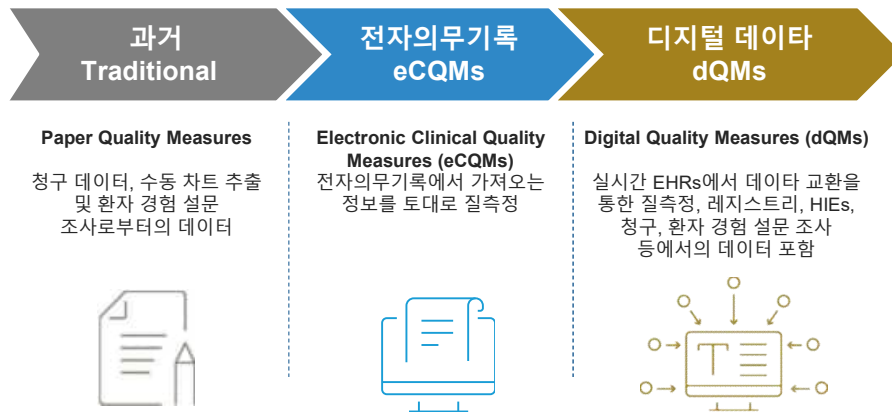 과거
Traditional
전자의무기록
eCQMs
디지털 데이타
dQMs
Paper Quality Measures
청구 데이터, 수동 차트 추출
및 환자 경험 설문
조사로부터의 데이터
Electronic Clinical Quality
Measures (eCQMs)
전자의무기록에서 가져오는
정보를 토대로 질측정
Digital Quality Measures (dQMs)
실시간 EHRs에서 데이타 교환을
통한 질측정, 레지스트리, HIEs,
청구, 환자 경험 설문 조사
등에서의 데이터 포함